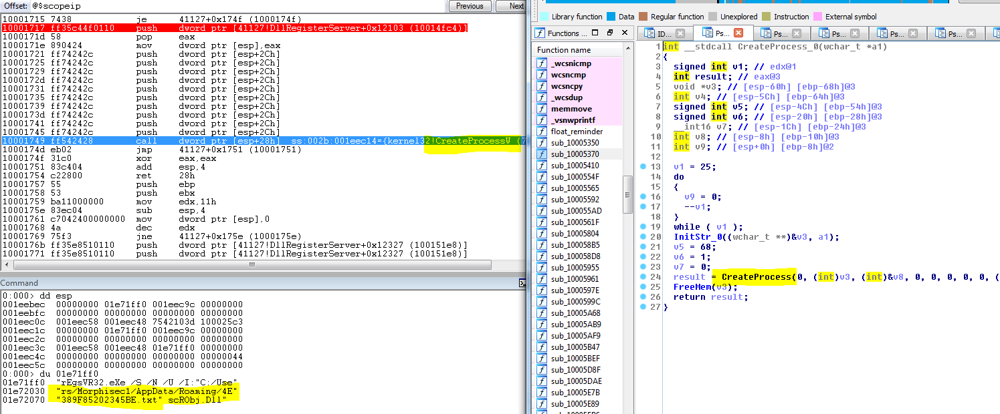 Offset: @$scopeip
Previous
Next
10001715 7438 je 41127+0x174f (1000174f)
10001717 ff35c44f0110 push dword ptr [41127!DllRegisterServer+0x12103 (10014fc4)]
1000171d 58 pop eax
1000171e 890424 mov dword ptr [esp],eax
10001721 ff74242c push dword ptr [esp+2Ch]
10001725 ff74242c push dword ptr [esp+2Ch]
10001729 ff74242c push dword ptr [esp+2Ch]
1000172d ff74242c push dword ptr [esp+2Ch]
10001731 ff74242c push dword ptr [esp+2Ch]
10001735 ff74242c push dword ptr [esp+2Ch]
10001739 ff74242c push dword ptr [esp+2Ch]
1000173d ff74242c push dword ptr [esp+2Ch]
10001741 ff74242c push dword ptr [esp+2Ch]
10001745 ff74242c push dword ptr [esp+2Ch]
10001749 ff542428 call dword ptr [esp+28h] ss:002b:001eec14={kernel32!CreateProcessW (7
1000174d eb02 jmp 41127+0x1751 (10001751)
1000174f 31c0 xor eax,eax
10001751 83c404 add esp,4
10001754 c22800 ret 28h
10001757 55 push ebp
10001758 53 push ebx
10001759 ba11000000 mov edx,11h
1000175e 83ec04 sub esp,4
10001761 c7042400000000 mov dword ptr [esp],0
10001768 4a dec edx
10001769 75f3 jne 41127+0x175e (1000175e)
1000176b ff35e8510110 push dword ptr [41127!DllRegisterServer+0x12327 (100151e8)]
10001771 ff35e8510110 push dword ptr [41127!DllRegisterServer+0x12327 (100151e8)]
Command
0:000> dd esp
001eebec 00000000 01e71ff0 001eec9c 00000000
001eebfc 00000000 00000000 00000000 00000000
001eec0c 001eec58 001eec48 7542103d 100025c3
001eec1c 00000000 01e71ff0 001eec9c 00000000
001eec2c 00000000 00000000 00000000 00000000
001eec3c 001eec58 001eec48 01e71ff0 00000000
001eec4c 00000000 00000000 00000000 00000044
001eec5c 00000000 00000000 00000000 00000000
0:000> du 01e71ff0
01e71ff0 "rEgsVR32.eXe /S /N /U /I:"C:/Use"
01e72030 "rs/Morphisec1/AppData/Roaming/4E"
01e72070 "389F85202345BE.txt" scRObj.Dll"
Library function Data Regular function Unexplored Instruction External symbol
Functions ...
Function name
_wcsnicmp
wcsncmp
wcsncpy
_wcsdup
memmove
_vsnwprintf
float_reminder
sub_10005350
sub_10005370
sub_10005410
sub_1000554F
sub_10005565
sub_10005592
sub_100055AD
sub_1000561F
sub_10005804
sub_100058B5
sub_100058D8
sub_10005955
sub_10005961
sub_1000597E
sub_1000599C
sub_10005A68
sub_10005AB9
sub_10005AF9
sub_10005B47
sub_10005BEF
sub_10005D8F
sub_10005DAE
sub_10005E7B
sub_10005E89
ID... Ps... Ps... Ps... Ps... Ps...
1 int __stdcall CreateProcess_0(wchar_t *a1)
2 {
3 signed int v1; // edx@1
4 int result; // eax@3
5 void *v3; // [esp-60h] [ebp-68h]@3
6 int v4; // [esp-5Ch] [ebp-64h]@3
7 signed int v5; // [esp-4Ch] [ebp-54h]@3
8 signed int v6; // [esp-20h] [ebp-28h]@3
9 __int16 v7; // [esp-1Ch] [ebp-24h]@3
10 int v8; // [esp-8h] [ebp-10h]@3
11 int v9; // [esp+0h] [ebp-8h]@2
12
13 v1 = 25;
14 do
15 {
16 v9 = 0;
17 --v1;
18 }
19 while ( v1 );
20 InitStr_0((wchar_t **)&v3, a1);
21 v5 = 68;
22 v6 = 1;
23 v7 = 0;
24 result = CreateProcess(0, (int)v3, (int)&v8, 0, 0, 0, 0, 0, (
25 FreeMem(v3);
26 return result;
27 }